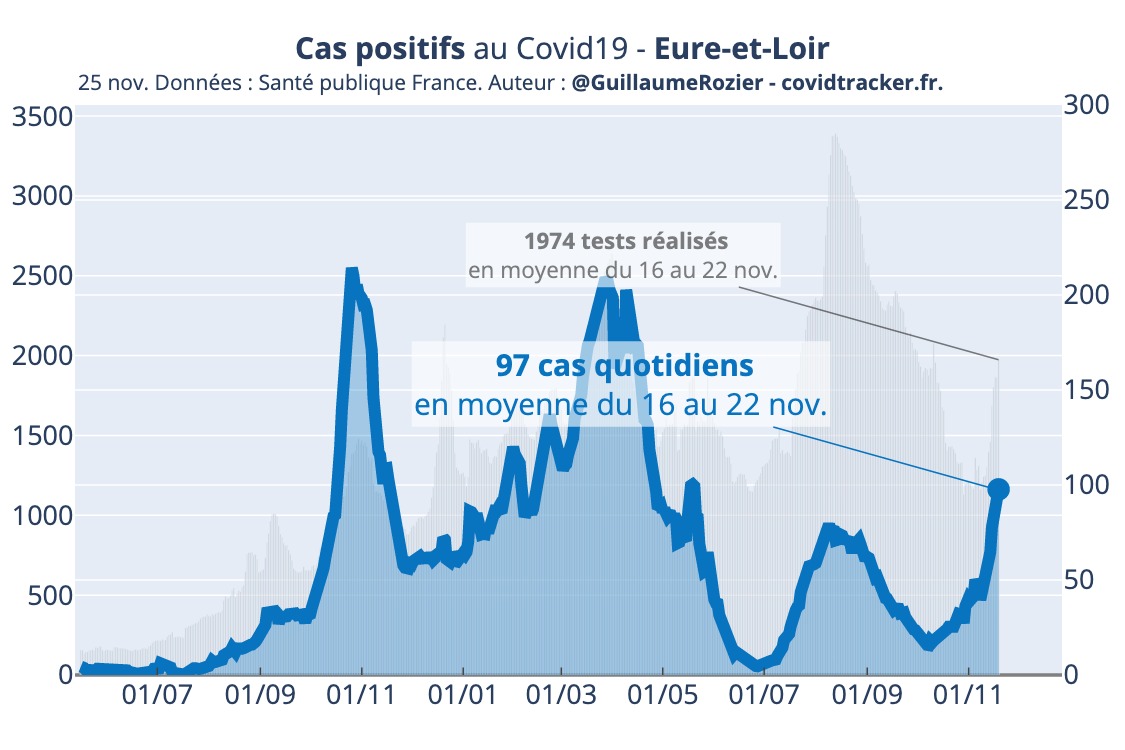 Cas positifs au Covid19 - Eure-et-Loir
25 nov. Données : Santé publique France. Auteur : @GuillaumeRozier - covidtracker.fr.
3500
3000
2500
2000
1500
1000
500
0
300
250
200
150
100
50
0
1974 tests réalisés
en moyenne du 16 au 22 nov.
97 cas quotidiens
en moyenne du 16 au 22 nov.
01/07 01/09 01/11 01/01 01/03 01/05 01/07 01/09 01/11